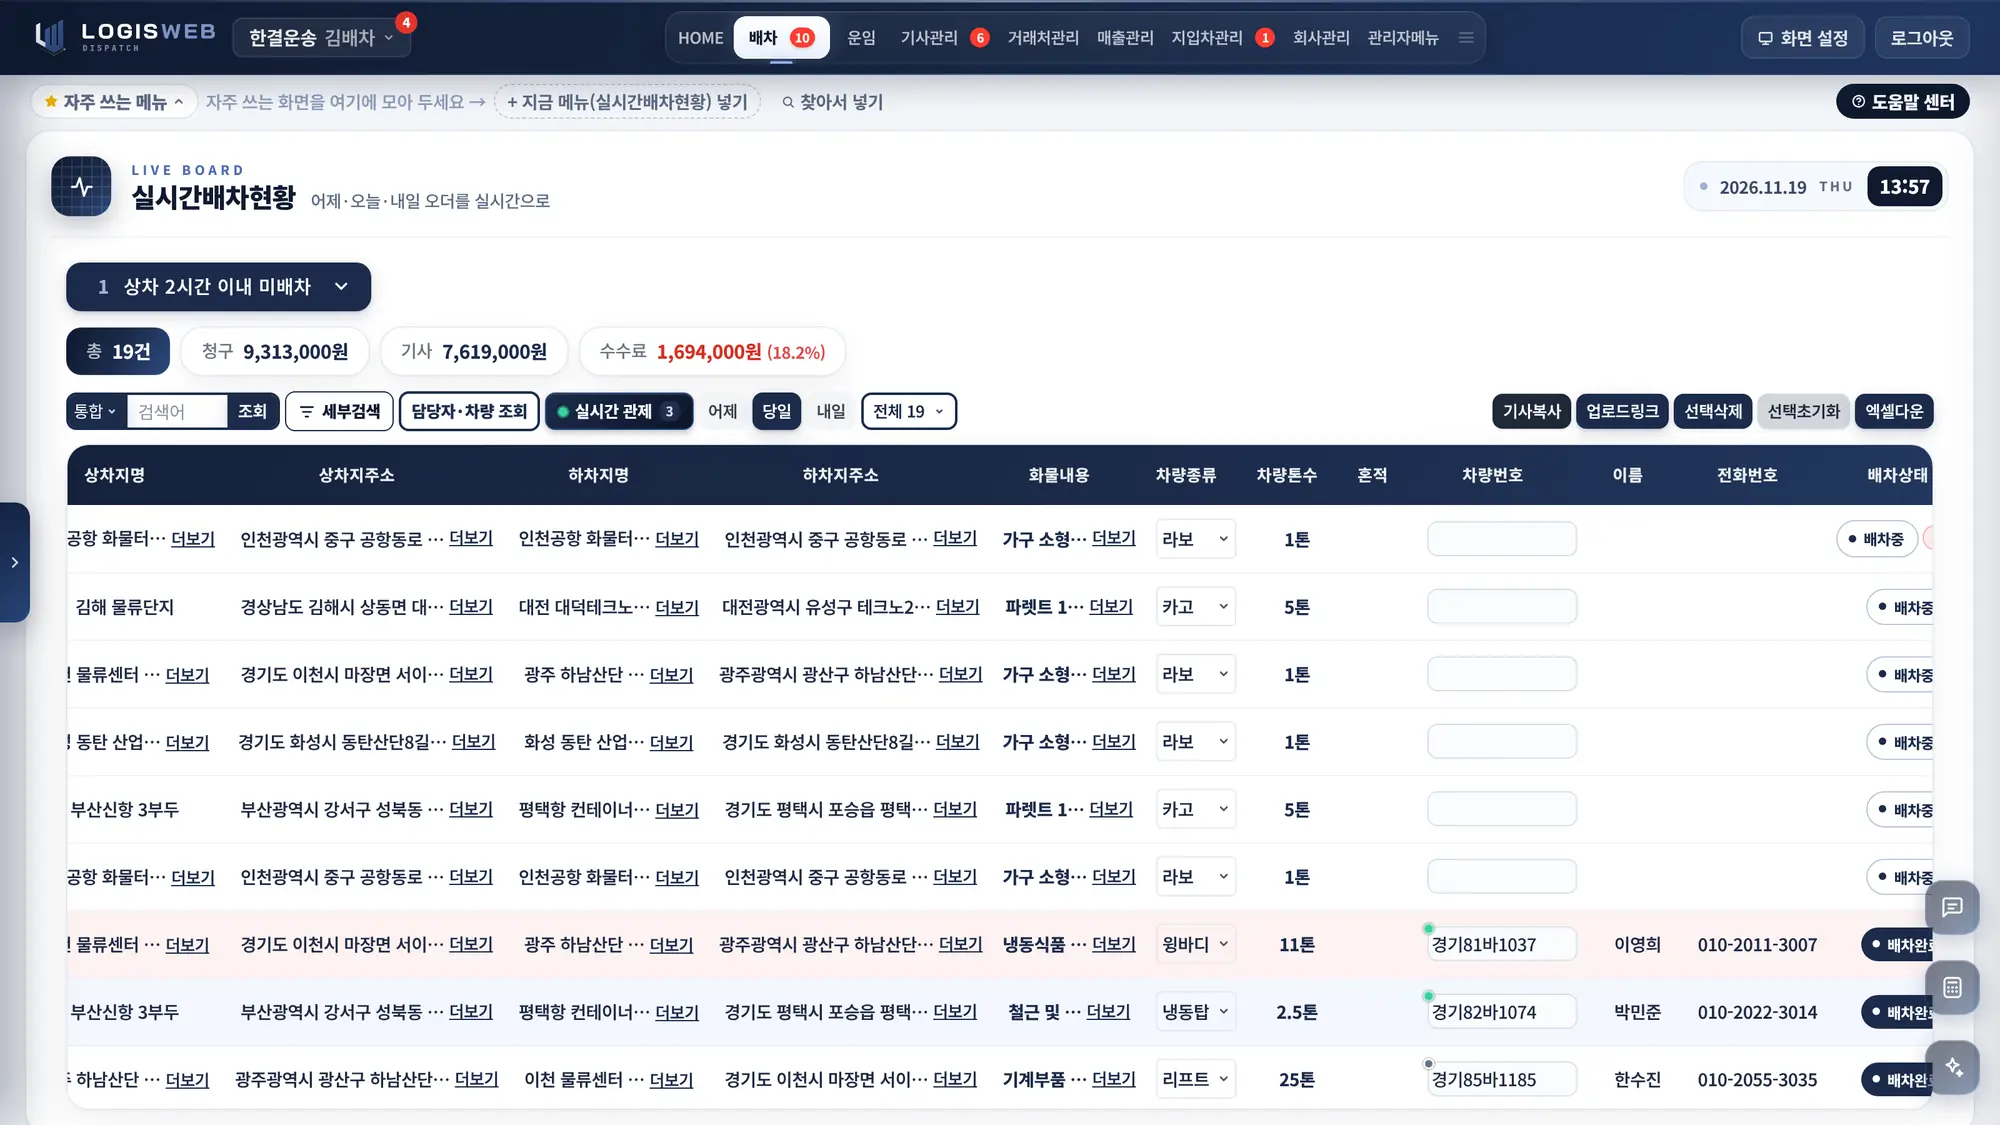 LOGISWEB
DISPATCH
한결운송 김배차 4
HOME 배차 10 운임 기사관리 6 거래처관리 매출관리 지입차관리 1 회사관리 관리자메뉴
화면 설정 로그아웃
자주 쓰는 메뉴 자주 쓰는 화면을 여기에 모아 두세요 → + 지금 메뉴(실시간배차현황) 넣기 찾아서 넣기 도움말 센터
LIVE BOARD
실시간배차현황 어제·오늘·내일 오더를 실시간으로
2026.11.19 THU 13:57
1 상차 2시간 이내 미배차
총 19건 청구 9,313,000원 기사 7,619,000원 수수료 1,694,000원 (18.2%)
통합 검색어 조회 세부검색 담당자·차량 조회 실시간 관제 3 어제 당일 내일 전체 19 기사복사 업로드링크 선택삭제 선택초기화 엑셀다운
상차지명 상차지주소 하차지명 하차지주소 화물내용 차량종류 차량톤수 혼적 차량번호 이름 전화번호 배차상태
공항 화물터··· 더보기 인천광역시 중구 공항동로 ··· 더보기 인천공항 화물터··· 더보기 인천광역시 중구 공항동로 ··· 더보기 가구 소형··· 더보기 라보 1톤 배차중
김해 물류단지 경상남도 김해시 상동면 대··· 더보기 대전 대덕테크노··· 더보기 대전광역시 유성구 테크노2··· 더보기 파렛트 1··· 더보기 카고 5톤 배차중
물류센터 ··· 더보기 경기도 이천시 마장면 서이··· 더보기 광주 하남산단 ··· 더보기 광주광역시 광산구 하남산단··· 더보기 가구 소형··· 더보기 라보 1톤 배차중
동탄 산업··· 더보기 경기도 화성시 동탄산단8길··· 더보기 화성 동탄 산업··· 더보기 경기도 화성시 동탄산단8길··· 더보기 가구 소형··· 더보기 라보 1톤 배차중
부산신항 3부두 부산광역시 강서구 성북동 ··· 더보기 평택항 컨테이너··· 더보기 경기도 평택시 포승읍 평택··· 더보기 파렛트 1··· 더보기 카고 5톤 배차중
공항 화물터··· 더보기 인천광역시 중구 공항동로 ··· 더보기 인천공항 화물터··· 더보기 인천광역시 중구 공항동로 ··· 더보기 가구 소형··· 더보기 라보 1톤 배차중
물류센터 ··· 더보기 경기도 이천시 마장면 서이··· 더보기 광주 하남산단 ··· 더보기 광주광역시 광산구 하남산단··· 더보기 냉동식품 ··· 더보기 윙바디 11톤 경기81바1037 이영희 010-2011-3007 배차완료
부산신항 3부두 부산광역시 강서구 성북동 ··· 더보기 평택항 컨테이너··· 더보기 경기도 평택시 포승읍 평택··· 더보기 철근 및 ··· 더보기 냉동탑 2.5톤 경기82바1074 박민준 010-2022-3014 배차완료
하남산단 ··· 더보기 광주광역시 광산구 하남산단··· 더보기 이천 물류센터 ··· 더보기 경기도 이천시 마장면 서이··· 더보기 기계부품 ··· 더보기 리프트 25톤 경기85바1185 한수진 010-2055-3035 배차완료